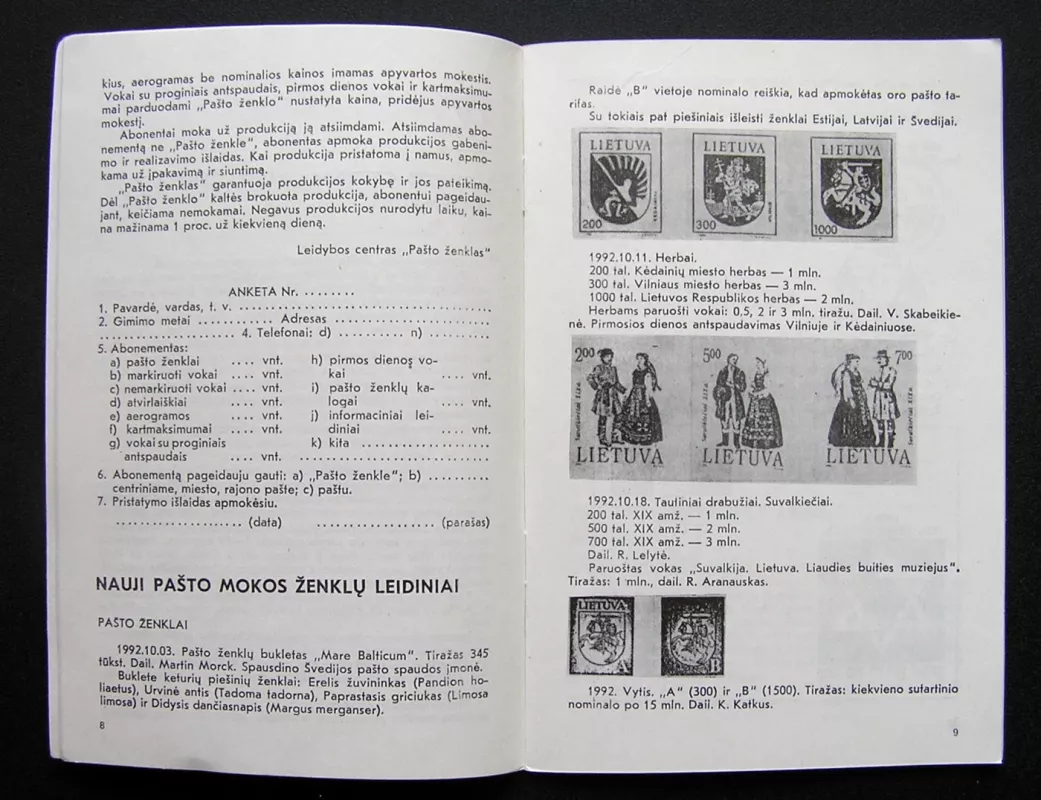 kius, aerogramas be nominalios kainos imamas apyvartos mokestis.
Vokai su proginiais antspaudais, pirmos dienos vokai ir kartmaksimu-
mai parduodami „Pašto ženklo" nustatyta kaina, pridėjus apyvartos
mokestį.
Abonentai moka už produkciją ją atsiimdami. Atsiimdamas abo-
nementą ne „Pašto ženkle", abonentas apmoka produkcijos gabeni-
mo ir realizavimo išlaidas. Kai produkcija pristatoma į namus, apmo-
kama už įpakavimą ir siuntimą.
„Pašto ženklas" garantuoja produkcijos kokybę ir jos pateikimą.
Dėl „Pašto ženklo" kaltės brokuota produkcija, abonentui pageidau-
jant, keičiama nemokamai. Negavus produkcijos nurodytu laiku, kai-
na mažinama 1 proc. už kiekvieną dieną.
Leidybos centras „Pašto ženklas"
ANKETA Nr. ........
1. Pavardė, vardas, t. v. ........................................
2. Gimimo metai ........... Adresas .......................
........................ 4. Telefonai: d) .......... n) ..........
5. Abonementas:
a) pašto ženklai .... vnt.
b) markiruoti vokai .... vnt.
c) nemarkiruoti vokai .... vnt.
d) atvirlaiškiai .... vnt.
e) aerogramos .... vnt.
f) kartmaksimumai .... vnt.
g) vokai su proginiais
antspaudais .... vnt.
h) pirmos dienos vo-
kai .... vnt.
i) pašto ženklų ka-
logai .... vnt.
j) informaciniai lei-
diniai .... vnt.
k) kita ....................
6. Abonementą pageidauju gauti: a) „Pašto ženkle"; b) ..........
centriniame, miesto, rajono pašte; c) paštu.
7. Pristatymo išlaidas apmokėsiu.
.................... (data) .................. (parašas)
NAUJI PAŠTO MOKOS ŽENKLŲ LEIDINIAI
PAŠTO ŽENKLAI
1992.10.03. Pašto ženklų bukletas „Mare Balticum". Tiražas 345
tūkst. Dail. Martin Morck. Spausdino Švedijos pašto spaudos įmonė.
Buklete keturių piešinių ženklai: Erelis žuvininkas (Pandion ho-
liaetus), Urvinė antis (Tadoma tadorna), Paprastasis griciukas (Limosa
limosa) ir Didysis dančiasnapis (Margus merganser).
8
Raidė „B" vietoje nominalo reiškia, kad apmokėtas oro pašto ta-
rifas.
Su tokiais pat piešiniais išleisti ženklai Estijai, Latvijai ir Švedijai.
LIETUVA LIETUVA LIETUVA
200 300 1000
1992.10.11. Herbai.
200 tal. Kėdainių miesto herbas — 1 mln.
300 tal. Vilniaus miesto herbas — 3 mln.
1000 tal. Lietuvos Respublikos herbas — 2 mln.
Herbams paruošti vokai: 0,5, 2 ir 3 mln. tiražu. Dail. V. Skabeikie-
nė. Pirmosios dienos antspaudavimas Vilniuje ir Kėdainiuose.
200 500 700
Suvalkiečiai XIX a. Suvalkiečiai XIX a. Suvalkiečiai XIX a.
LIETUVA LIETUVA LIETUVA
1992.10.18. Tautiniai drabužiai. Suvalkiečiai.
200 tal. XIX amž. — 1 mln.
500 tal. XIX amž. — 2 mln.
700 tal. XIX amž. — 3 mln.
Dail. R. Lelytė.
Paruoštas vokas „Suvalkija. Lietuva. Liaudies buities muziejus".
Tiražas: 1 mln., dail. R. Aranauskas.
LIETUVA
A B
1992. Vytis. „A" (300) ir „B" (1500). Tiražas: kiekvieno sutartinio
nominalo po 15 mln. Dail. K. Katkus.
9